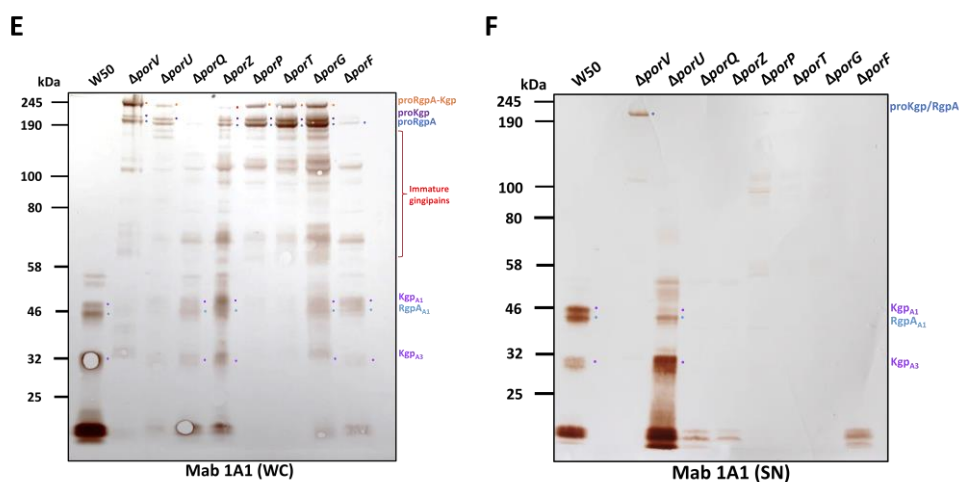 E
kDa
W50
ΔporV
ΔporU
ΔporQ
ΔporZ
ΔporP
ΔporT
ΔporG
ΔporF
245
190
100
80
58
46
32
25
proRgpA-Kgp
proKgp
proRgpA
Immature
gingipains
KgpA1
RgpAA1
KgpA3
Mab 1A1 (WC)
F
kDa
W50
ΔporV
ΔporU
ΔporQ
ΔporZ
ΔporP
ΔporT
ΔporG
ΔporF
245
190
100
80
58
46
32
25
proKgp/RgpA
KgpA1
RgpAA1
KgpA3
Mab 1A1 (SN)